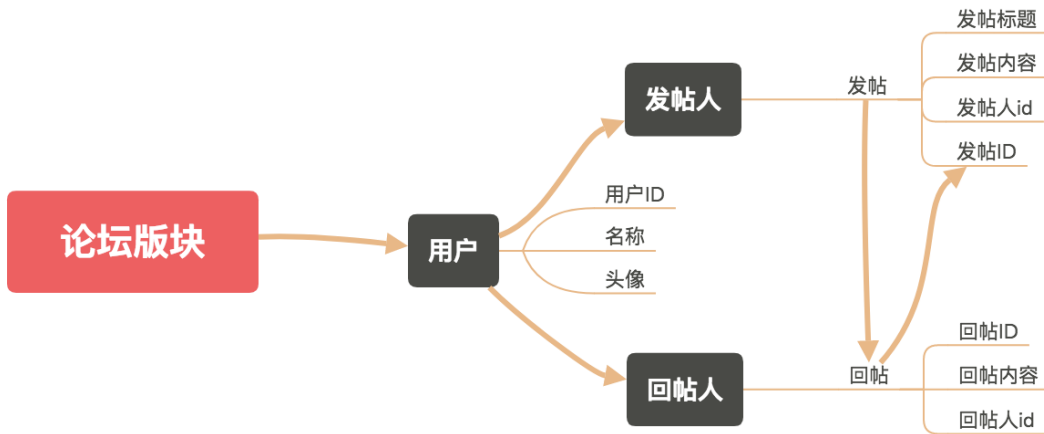 论坛版块
用户
用户ID
名称
头像
发帖人
发帖
发帖标题
发帖内容
发帖人id
发帖ID
回帖人
回帖
回帖ID
回帖内容
回帖人id